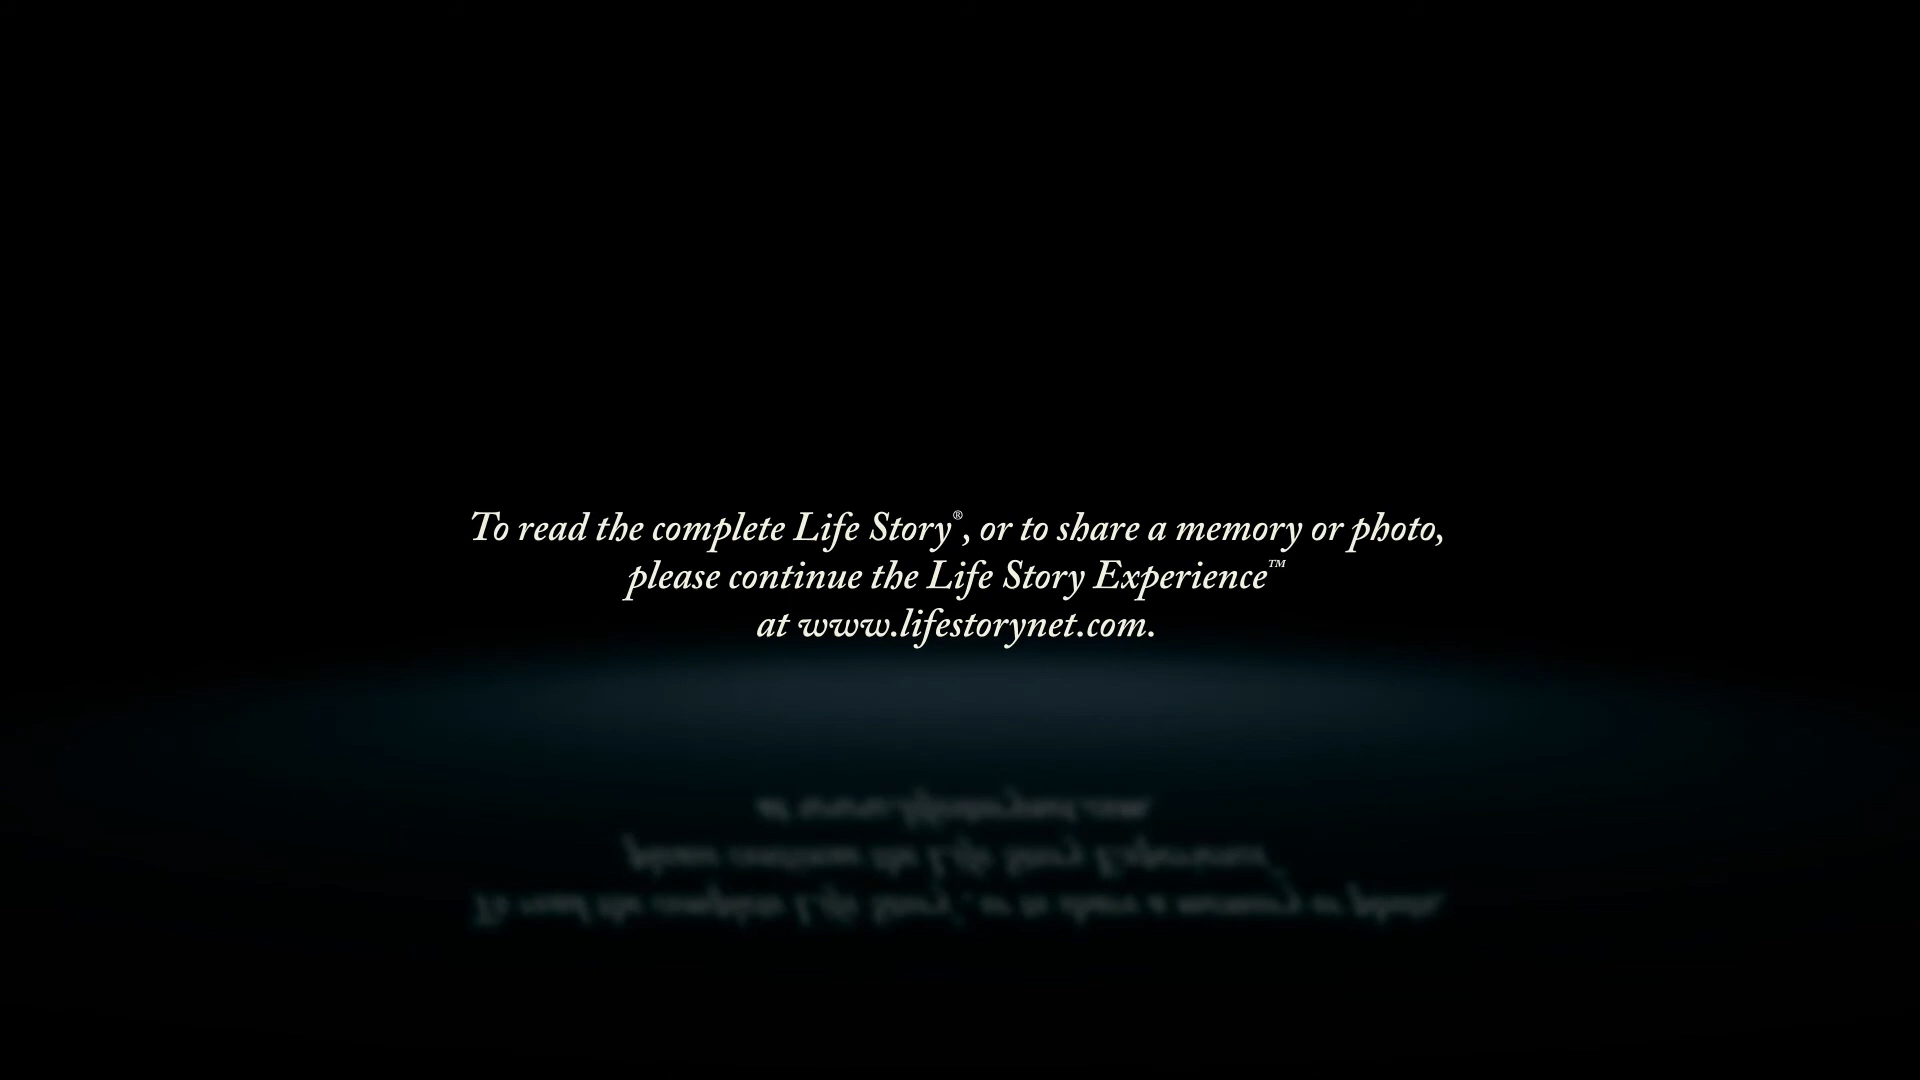 To read the complete Life Story®, or to share a memory or photo,
please continue the Life Story Experience™
at www.lifestorynet.com.